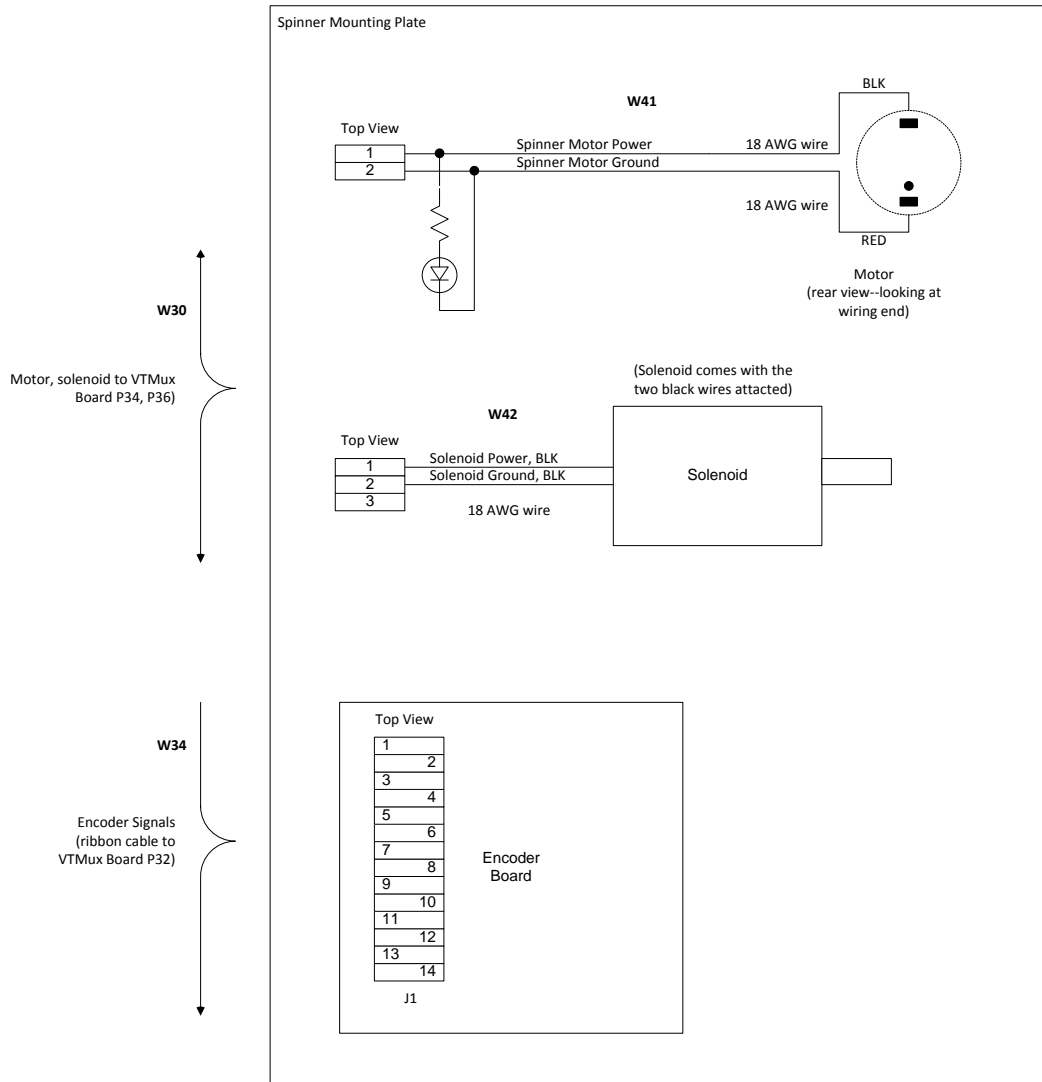 Spinner Mounting Plate
BLK
W41
Top View
1
2
Spinner Motor Power
Spinner Motor Ground
18 AWG wire
18 AWG wire
RED
Motor
(rear view--looking at
wiring end)
W30
Motor, solenoid to VTMux
Board P34, P36)
(Solenoid comes with the
two black wires attacted)
W42
Top View
1
2
3
Solenoid Power, BLK
Solenoid Ground, BLK
18 AWG wire
Solenoid
W34
Encoder Signals
(ribbon cable to
VTMux Board P32)
Top View
1
2
3
4
5
6
7
8
9
10
11
12
13
14
J1
Encoder
Board